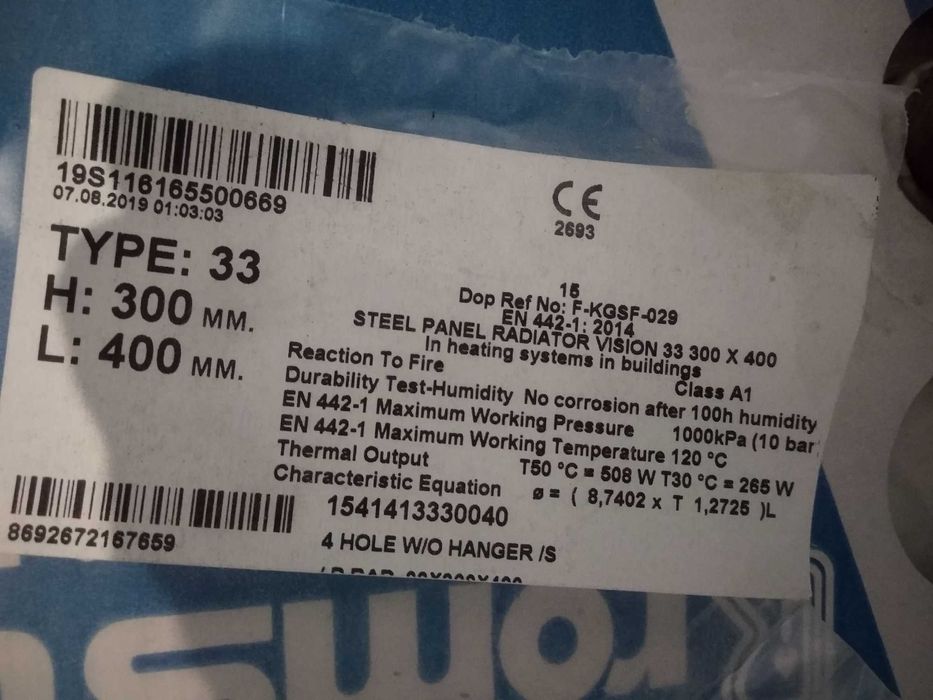 19S116165500669
07.08.2019 01:03:03
TYPE: 33
H: 300 MM.
L: 400 MM.
CE
2693
15
Dop Ref No: F-KGSF-029
EN 442-1: 2014
STEEL PANEL RADIATOR VISION 33 300 X 400
In heating systems in buildings
Reaction To Fire Class A1
Durability Test-Humidity No corrosion after 100h humidity
EN 442-1 Maximum Working Pressure 1000kPa (10 bar
EN 442-1 Maximum Working Temperature 120 °C
Thermal Output T50 °C = 508 W T30 °C = 265 W
Characteristic Equation ø = ( 8,7402 x T 1,2725 )L
1541413330040
8692672167659
4 HOLE W/O HANGER /S